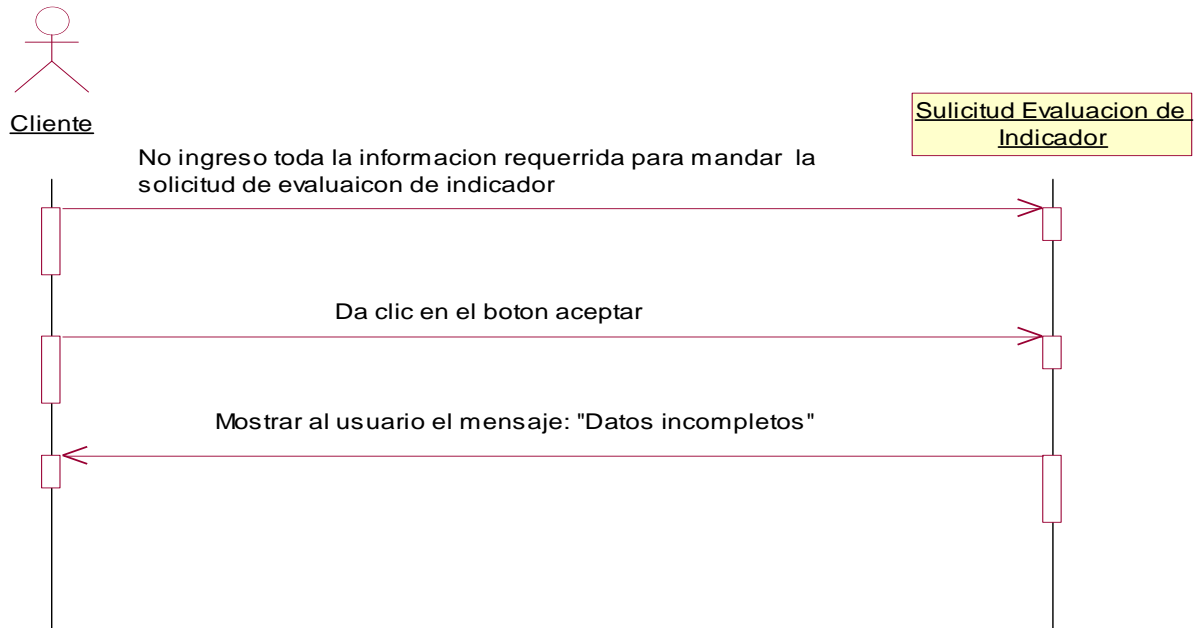 Cliente
Sulicitud Evaluacion de
Indicador
No ingreso toda la informacion requerrida para mandar la
solicitud de evaluaicon de indicador
Da clic en el boton aceptar
Mostrar al usuario el mensaje: "Datos incompletos"